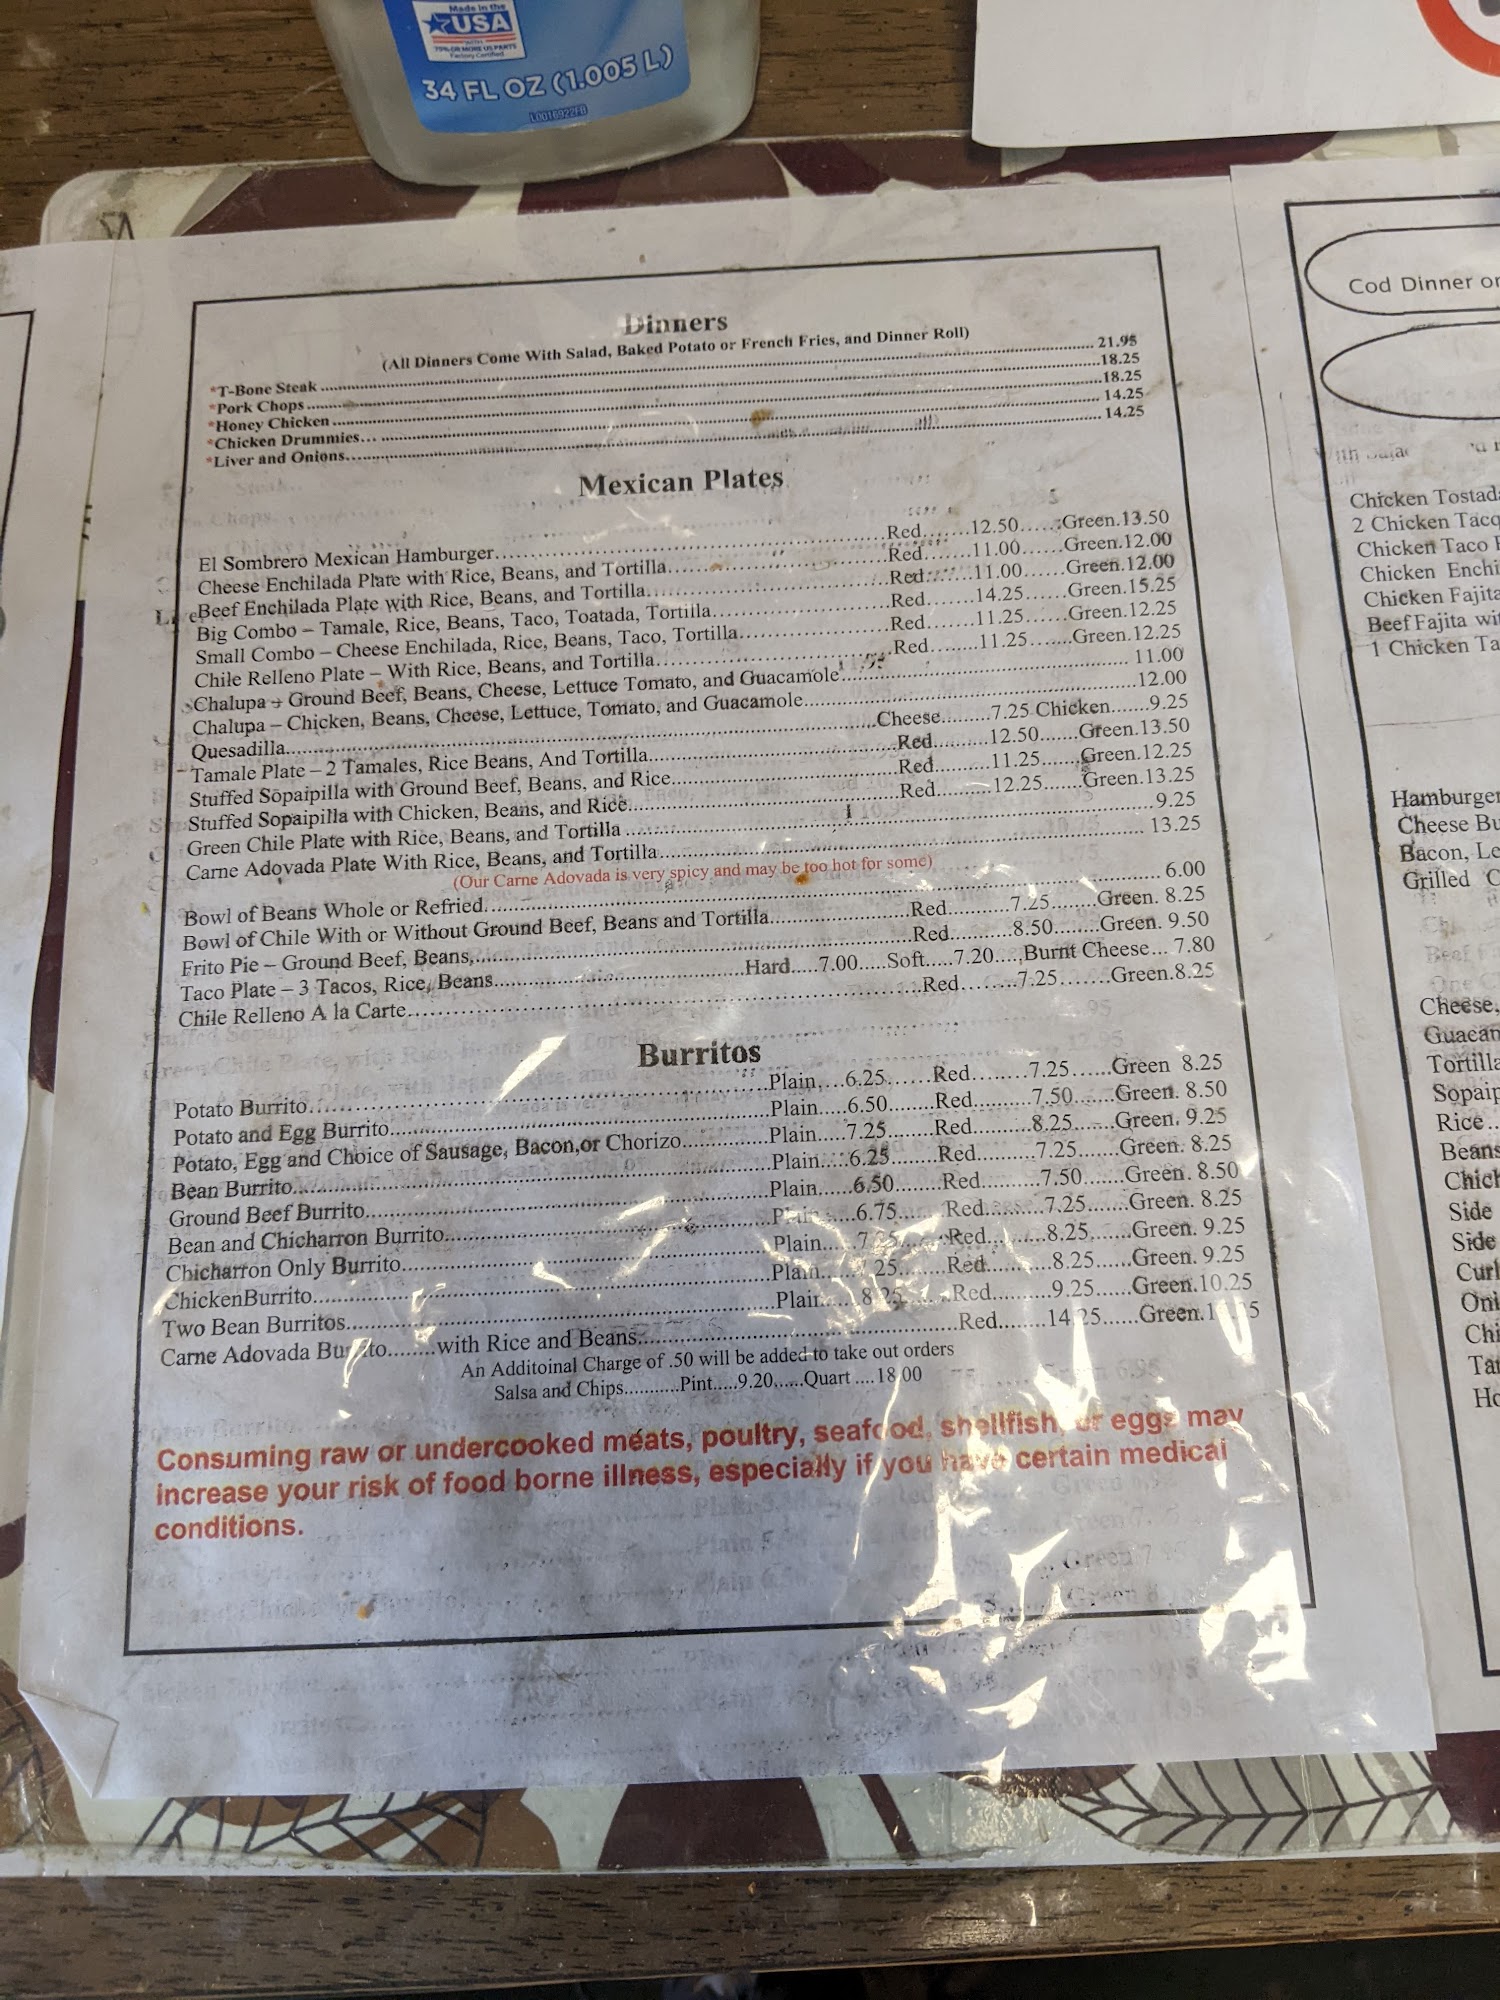 Made in the
USA
34 FL OZ (1.005 L)
Dinners
(All Dinners Come With Salad, Baked Potato or French Fries, and Dinner Roll)
*T-Bone Steak 21.95
*Pork Chops 18.25
*Honey Chicken 18.25
*Chicken Drummies... 14.25
*Liver and Onions 14.25
Mexican Plates
El Sombrero Mexican Hamburger Red 12.50 Green.13.50
Cheese Enchilada Plate with Rice, Beans, and Tortilla Red 11.00 Green.12.00
Beef Enchilada Plate with Rice, Beans, and Tortilla Red 11.00 Green.12.00
Big Combo – Tamale, Rice, Beans, Taco, Toatada, Tortilla Red 14.25 Green.15.25
Small Combo – Cheese Enchilada, Rice, Beans, Taco, Tortilla Red 11.25 Green.12.25
Chile Relleno Plate – With Rice, Beans, and Tortilla Red 11.25 Green.12.25
Chalupa – Ground Beef, Beans, Cheese, Lettuce Tomato, and Guacamole 11.00
Chalupa – Chicken, Beans, Cheese, Lettuce, Tomato, and Guacamole 12.00
Quesadilla Cheese 7.25 Chicken 9.25
Tamale Plate – 2 Tamales, Rice Beans, And Tortilla Red 12.50 Green.13.50
Stuffed Sopaipilla with Ground Beef, Beans, and Rice Red 11.25 Green.12.25
Stuffed Sopaipilla with Chicken, Beans, and Rice Red 12.25 Green.13.25
Green Chile Plate with Rice, Beans, and Tortilla 9.25
Carne Adovada Plate With Rice, Beans, and Tortilla 13.25
(Our Carne Adovada is very spicy and may be too hot for some)
Bowl of Beans Whole or Refried 6.00
Bowl of Chile With or Without Ground Beef, Beans and Tortilla Red 7.25 Green. 8.25
Frito Pie – Ground Beef, Beans, Red 8.50 Green. 9.50
Taco Plate – 3 Tacos, Rice, Beans Hard 7.00 Soft 7.20 Burnt Cheese... 7.80
Chile Relleno A la Carte Red 7.25 Green.8.25
Burritos
Potato Burrito Plain 6.25 Red 7.25 Green 8.25
Potato and Egg Burrito Plain 6.50 Red 7.50 Green. 8.50
Potato, Egg and Choice of Sausage, Bacon,or Chorizo Plain 7.25 Red 8.25 Green. 9.25
Bean Burrito Plain 6.25 Red 7.25 Green. 8.25
Ground Beef Burrito Plain 6.50 Red 7.50 Green. 8.50
Bean and Chicharron Burrito 6.75 Red 7.25 Green. 8.25
Chicharron Only Burrito Plain Red 8.25 Green. 9.25
ChickenBurrito Plain Red 8.25 Green. 9.25
Two Bean Burritos Plain 8.25 Red 9.25 Green.10.25
Carne Adovada Burrito with Rice and Beans Red 14.25 Green.
An Additoinal Charge of .50 will be added to take out orders
Salsa and Chips Pint 9.20 Quart 18.00
Consuming raw or undercooked meats, poultry, seafood, shellfish, or eggs may
increase your risk of food borne illness, especially if you have certain medical
conditions.
Cod Dinner or
Chicken Tostad
2 Chicken Taco
Chicken Taco
Chicken Enchi
Chicken Fajita
Beef Fajita wi
1 Chicken Ta
Hamburger
Cheese Bu
Bacon, Le
Grilled C
Cheese,
Guacam
Tortilla
Sopaip
Rice
Beans
Chich
Side
Side
Curl
Oni
Chi
Tar
Ho